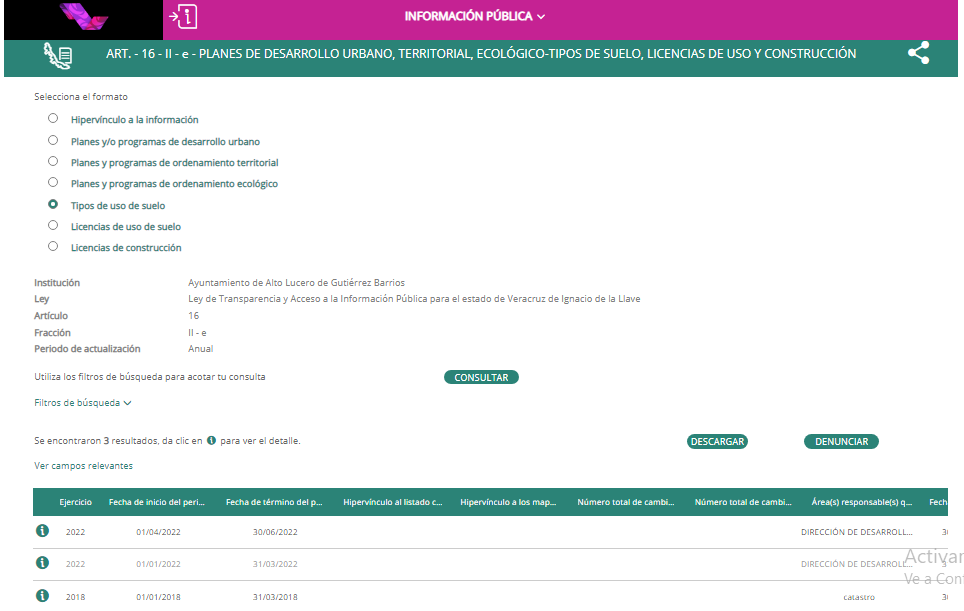 INFORMACIÓN PÚBLICA
ART. - 16 - II - e - PLANES DE DESARROLLO URBANO, TERRITORIAL, ECOLÓGICO-TIPOS DE SUELO, LICENCIAS DE USO Y CONSTRUCCIÓN
Selecciona el formato
Hipervínculo a la información
Planes y/o programas de desarrollo urbano
Planes y programas de ordenamiento territorial
Planes y programas de ordenamiento ecológico
Tipos de uso de suelo
Licencias de uso de suelo
Licencias de construcción
Institución Ayuntamiento de Alto Lucero de Gutiérrez Barrios
Ley Ley de Transparencia y Acceso a la Información Pública para el estado de Veracruz de Ignacio de la Llave
Artículo 16
Fracción II - e
Periodo de actualización Anual
Utiliza los filtros de búsqueda para acotar tu consulta CONSULTAR
Filtros de búsqueda
Se encontraron 3 resultados, da clic en i para ver el detalle. DESCARGAR DENUNCIAR
Ver campos relevantes
Ejercicio Fecha de inicio del peri... Fecha de término del p... Hipervínculo al listado c... Hipervínculo a los map... Número total de cambi... Número total de cambi... Área(s) responsable(s) q... Fech
2022 01/04/2022 30/06/2022 DIRECCIÓN DE DESARROLL... 3
2022 01/01/2022 31/03/2022 DIRECCIÓN DE DESARROLL... 3
Activar
Ve a Conf
2018 01/01/2018 31/03/2018 catastro 3